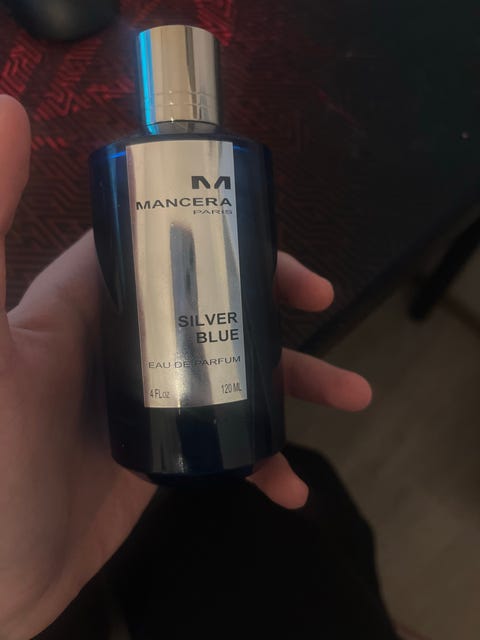 M
MANCERA
PARIS
SILVER
BLUE
EAU DE PARFUM
4 FLoz 120 ML